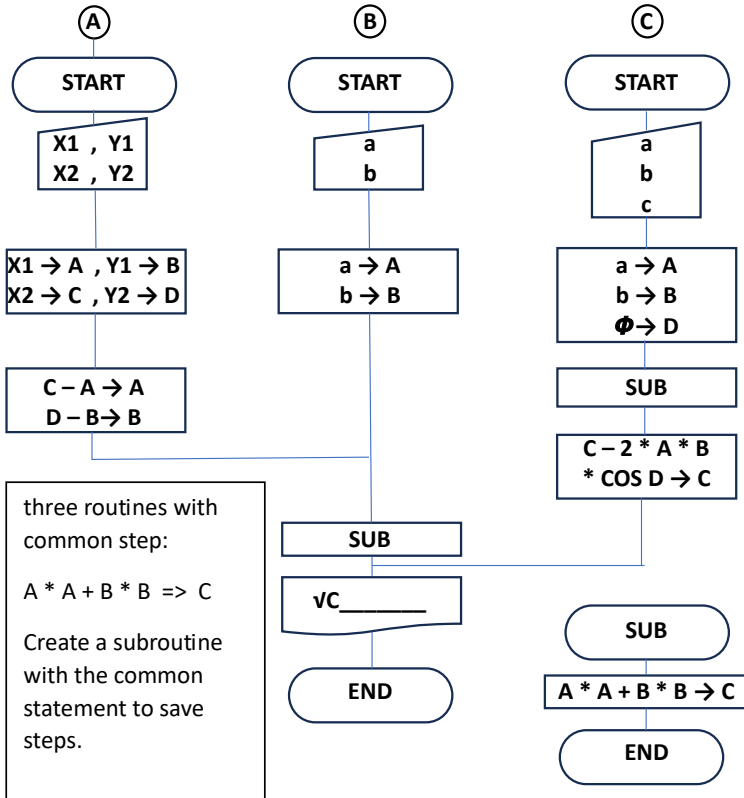 A
START
X1 , Y1
X2 , Y2
X1 → A , Y1 → B
X2 → C , Y2 → D
C – A → A
D – B→ B
three routines with
common step:
A * A + B * B => C
Create a subroutine
with the common
statement to save
steps.
B
START
a
b
a → A
b → B
SUB
√C_______
END
C
START
a
b
c
a → A
b → B
Φ→ D
SUB
C – 2 * A * B
* COS D → C
SUB
A * A + B * B → C
END